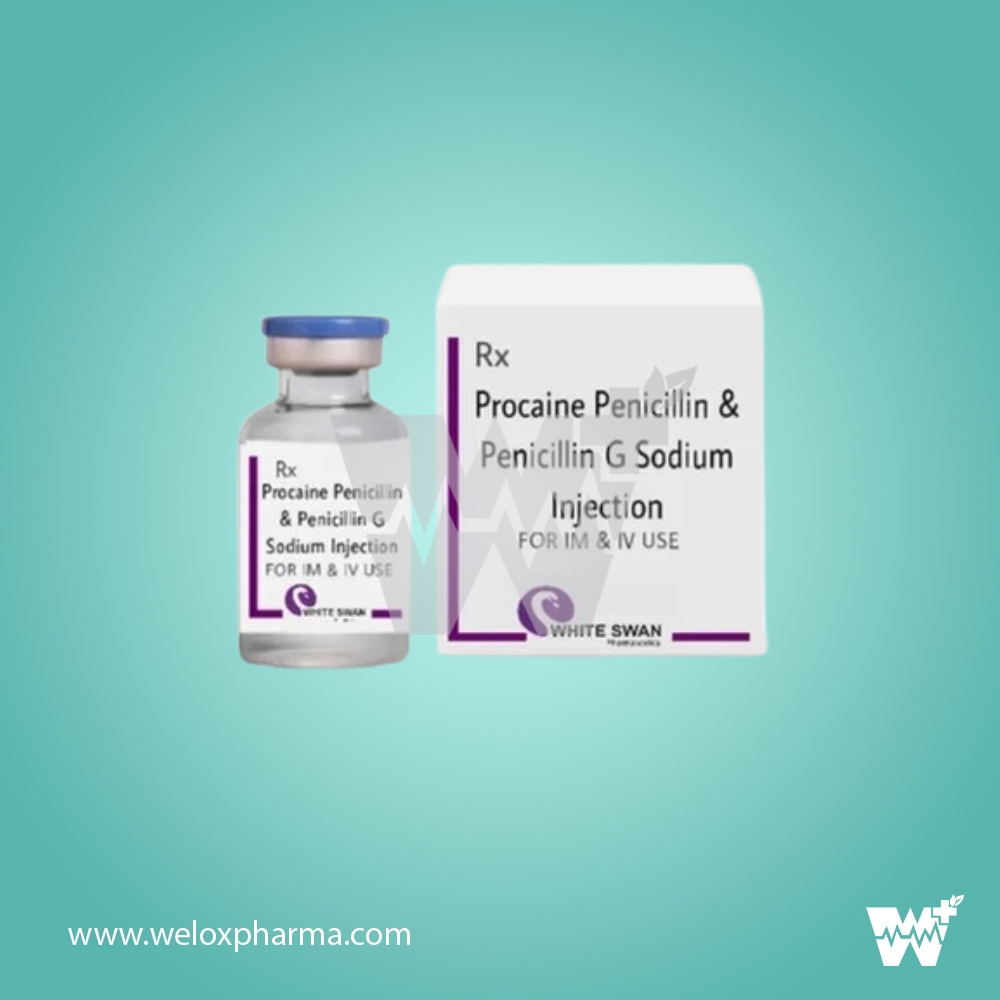 Rx
Procaine Penicillin
& Penicillin G
Sodium Injection
FOR IM & IV USE
WHITE SWAN
Rx
Procaine Penicillin &
Penicillin G Sodium
Injection
FOR IM & IV USE
WHITE SWAN
www.weloxpharma.com